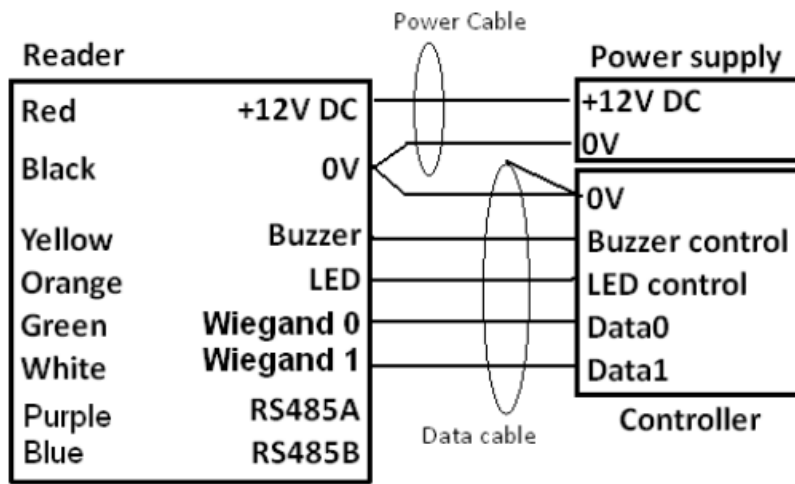 Power Cable
Reader
Power supply
Red +12V DC
+12V DC
Black 0V
0V
0V
Yellow Buzzer
Buzzer control
Orange LED
LED control
Green Wiegand 0
Data0
White Wiegand 1
Data1
Purple RS485A
Blue RS485B
Data cable
Controller